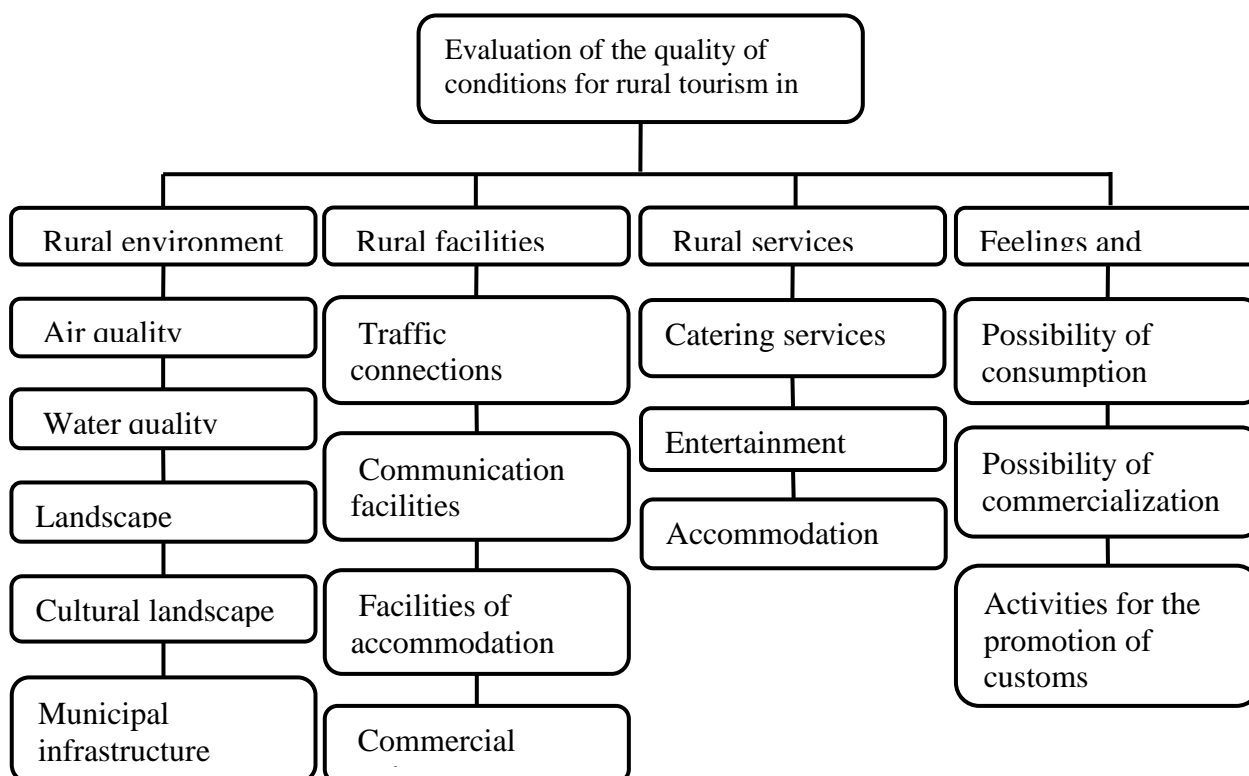 Evaluation of the quality of
conditions for rural tourism in
Rural environment
Rural facilities
Rural services
Feelings and
Air quality
Water quality
Landscape
Cultural landscape
Municipal
infrastructure
Traffic
connections
Communication
facilities
Facilities of
accommodation
Commercial
Catering services
Entertainment
Accommodation
Possibility of
consumption
Possibility of
commercialization
Activities for the
promotion of
customs